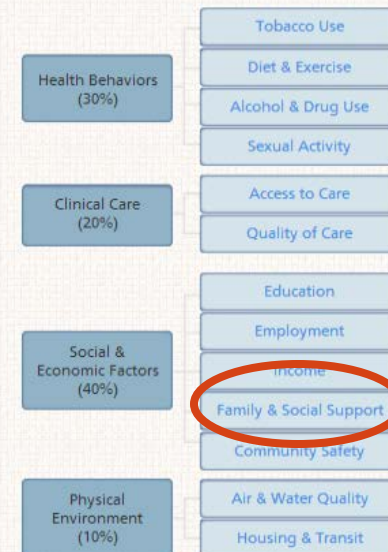 Health Behaviors
(30%)
Tobacco Use
Diet & Exercise
Alcohol & Drug Use
Sexual Activity
Clinical Care
(20%)
Access to Care
Quality of Care
Social &
Economic Factors
(40%)
Education
Employment
Income
Family & Social Support
Community Safety
Physical
Environment
(10%)
Air & Water Quality
Housing & Transit